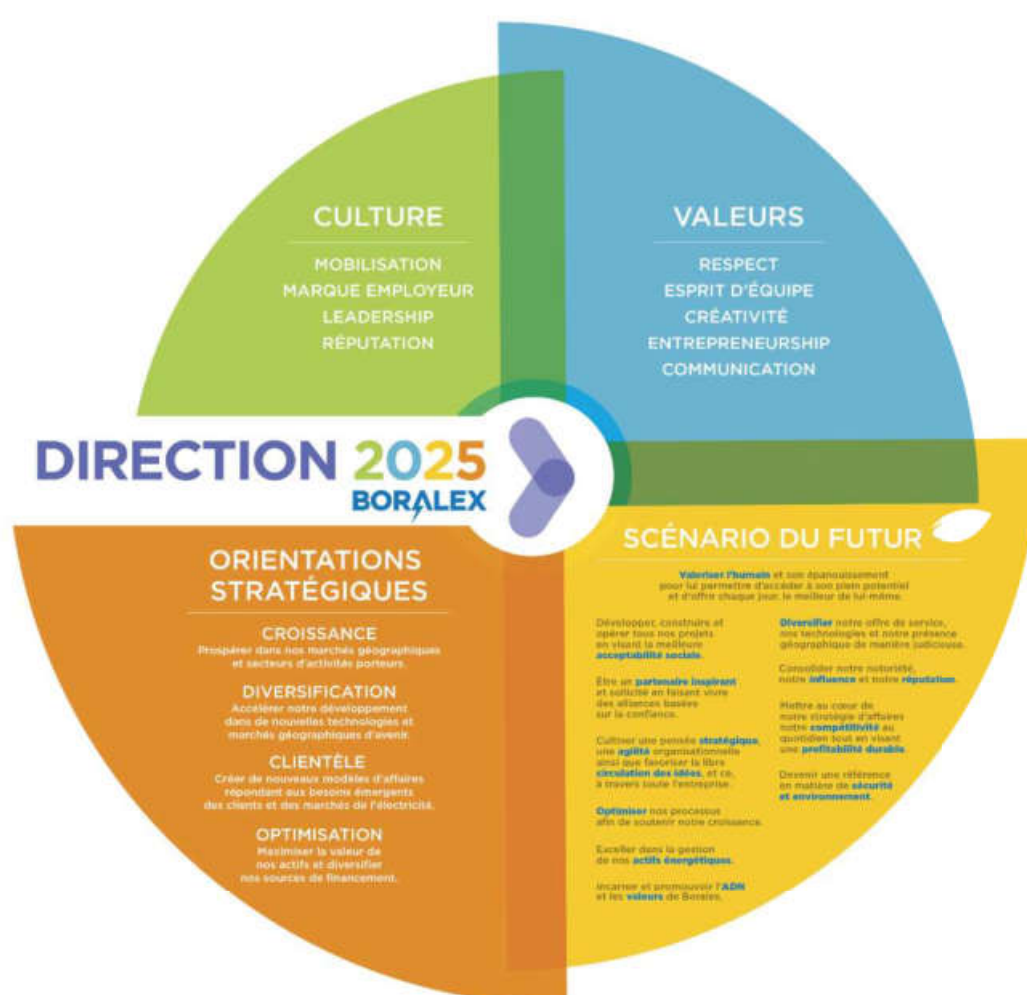 CULTURE
MOBILISATION
MARQUE EMPLOYEUR
LEADERSHIP
RÉPUTATION
VALEURS
RESPECT
ESPRIT D'ÉQUIPE
CRÉATIVITÉ
ENTREPRENEURSHIP
COMMUNICATION
DIRECTION 2025
BORALEX
ORIENTATIONS
STRATÉGIQUES
CROISSANCE
Prospérer dans nos marchés géographiques
et secteurs d'activités porteurs.
DIVERSIFICATION
Accélérer notre développement
dans de nouvelles technologies et
marchés géographiques d'avenir.
CLIENTÈLE
Créer de nouveaux modèles d'affaires
répondant aux besoins émergents
des clients et des marchés de l'électricité.
OPTIMISATION
Maximiser la valeur de
nos actifs et diversifier
nos sources de financement.
SCÉNARIO DU FUTUR
Valoriser l'humain et son épanouissement
pour lui permettre d'accéder à son plein potentiel
et d'offrir chaque jour, le meilleur de lui-même.
Développer, construire et
opérer tous nos projets
en visant la meilleure
acceptabilité sociale.
Être un partenaire inspirant
et sollicité en faisant vivre
des alliances basées
sur la confiance.
Cultiver une pensée stratégique,
une agilité organisationnelle
ainsi que favoriser la libre
circulation des idées, et ce,
à travers toute l'entreprise.
Optimiser nos processus
afin de soutenir notre croissance.
Exceller dans la gestion
de nos actifs énergétiques.
Incarner et promouvoir l'ADN
et les valeurs de Boralex.
Diversifier notre offre de service,
nos technologies et notre présence
géographique de manière judicieuse.
Consolider notre notoriété,
notre influence et notre réputation.
Mettre au cœur de
notre stratégie d'affaires
notre compétitivité au
quotidien tout en visant
une profitabilité durable.
Devenir une référence
en matière de sécurité
et environnement.